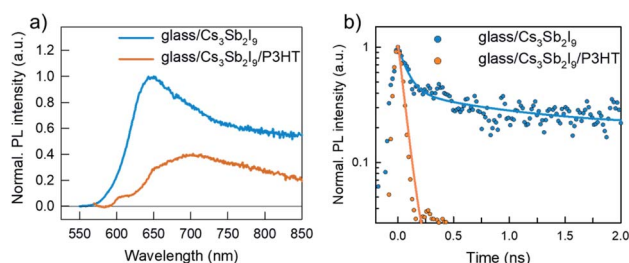 a)
glass/Cs3Sb2I9
glass/Cs3Sb2I9/P3HT
Normal. PL intensity (a.u.)
1.2
1.0
0.8
0.6
0.4
0.2
0.0
550 600 650 700 750 800 850
Wavelength (nm)
b)
glass/Cs3Sb2I9
glass/Cs3Sb2I9/P3HT
Normal. PL intensity (a.u.)
1
0.1
0.0 0.5 1.0 1.5 2.0
Time (ns)